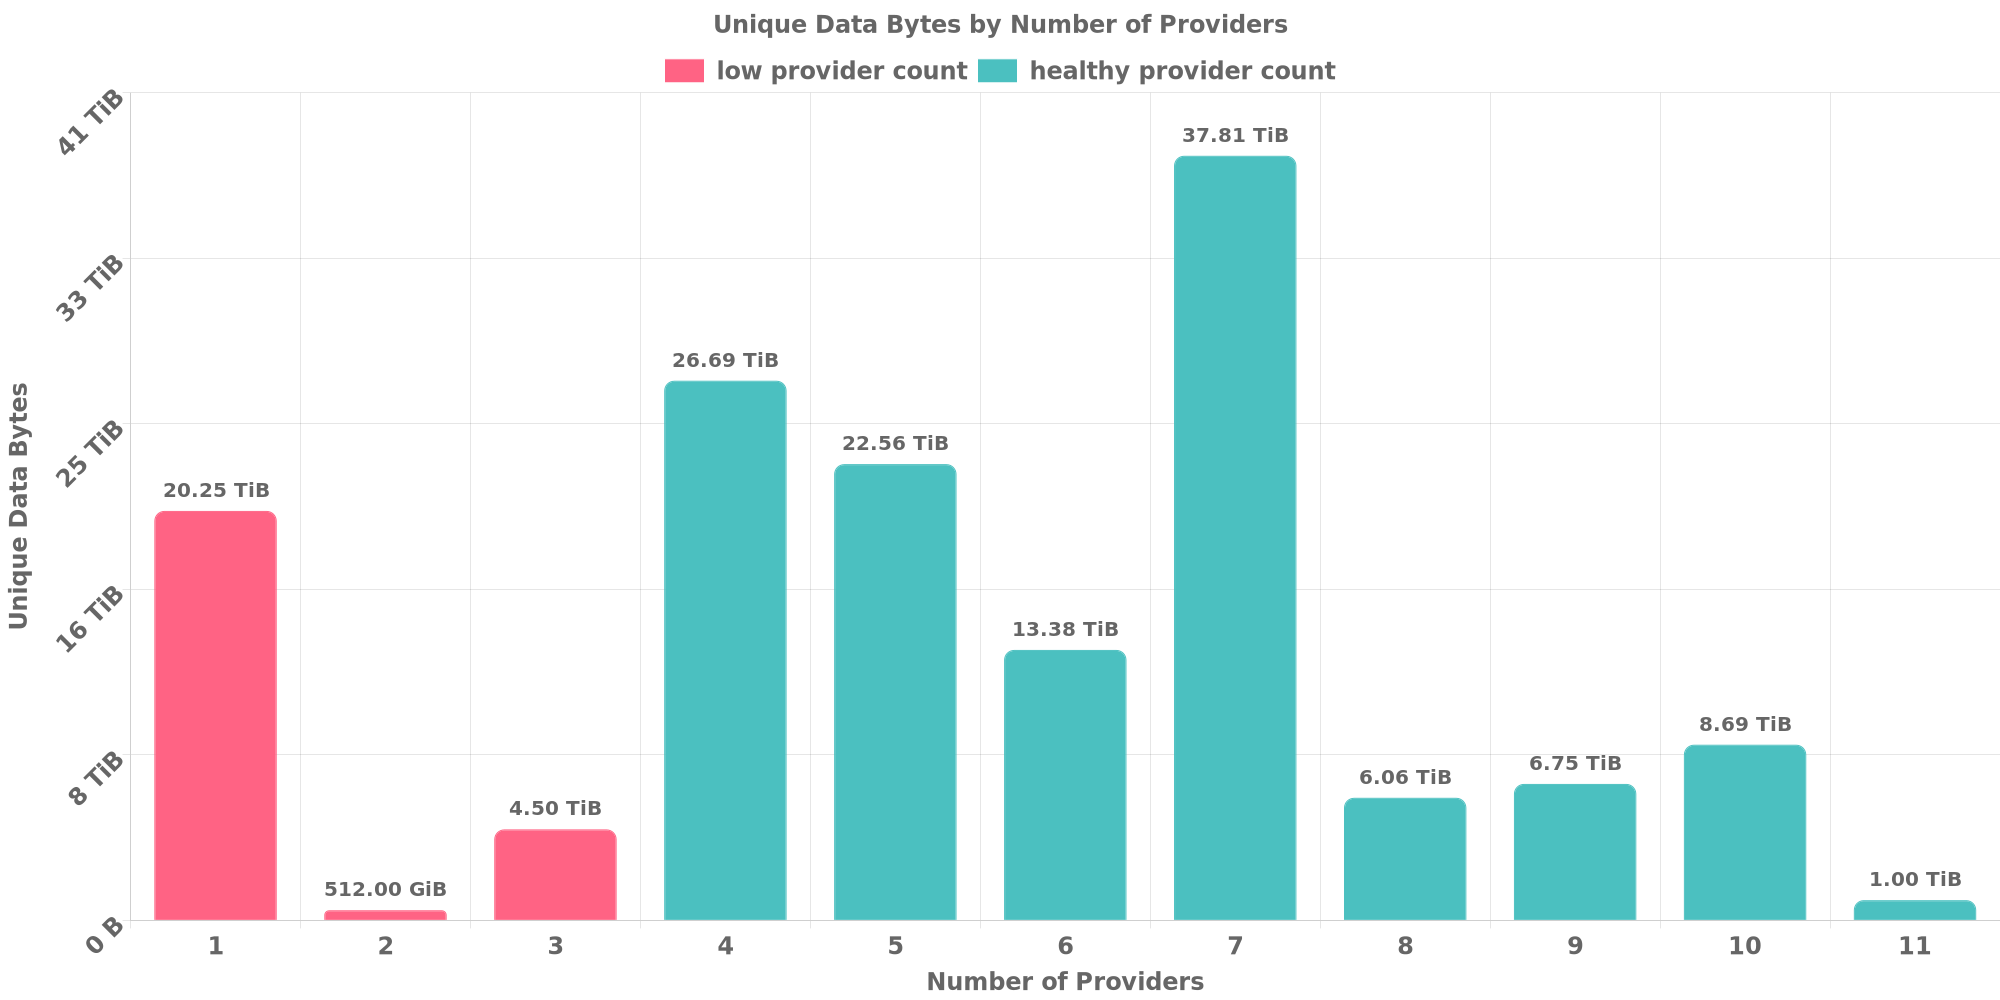 Unique Data Bytes by Number of Providers
low provider count healthy provider count
41 TiB
33 TiB
25 TiB
16 TiB
8 TiB
0 B
Unique Data Bytes
20.25 TiB
512.00 GiB
4.50 TiB
26.69 TiB
22.56 TiB
13.38 TiB
37.81 TiB
6.06 TiB
6.75 TiB
8.69 TiB
1.00 TiB
1 2 3 4 5 6 7 8 9 10 11
Number of Providers